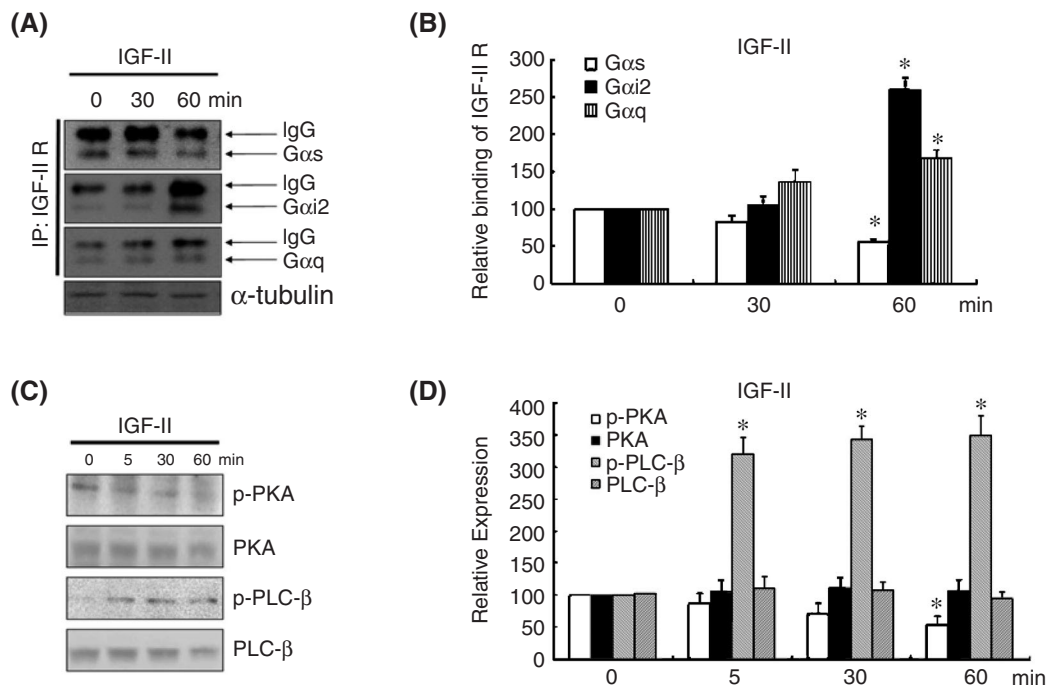 (A)
IGF-II
0 30 60 min
IP: IGF-II R
IgG
Gαs
IgG
Gαi2
IgG
Gαq
α-tubulin
(B)
IGF-II
Relative binding of IGF-II R
300
250
200
150
100
50
0
Gαs
Gαi2
Gαq
*
*
*
0 30 60 min
(C)
IGF-II
0 5 30 60 min
p-PKA
PKA
p-PLC-β
PLC-β
(D)
IGF-II
Relative Expression
400
350
300
250
200
150
100
50
0
p-PKA
PKA
p-PLC-β
PLC-β
*
*
*
*
0 5 30 60 min